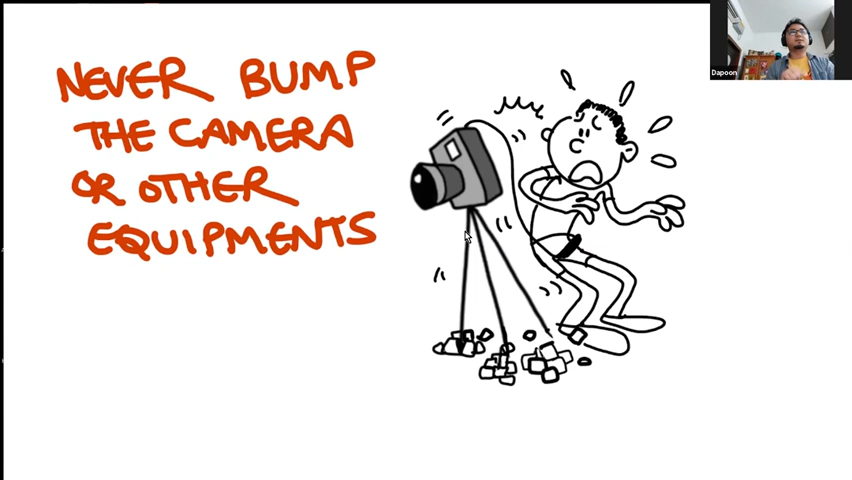 NEVER BUMP
THE CAMERA
OR OTHER
EQUIPMENTS
Dapoon